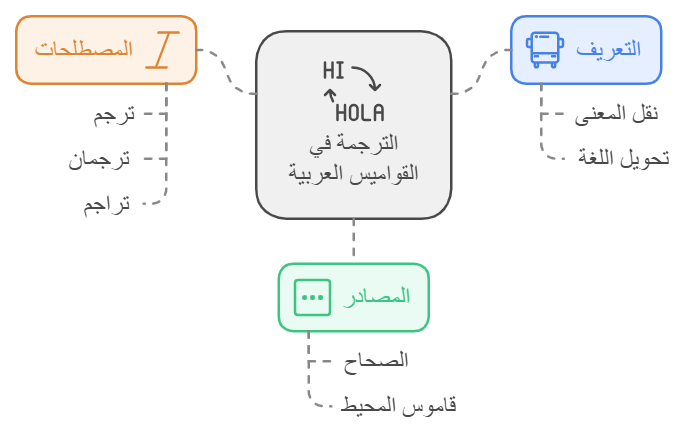 HI
HOLA
الترجمة في
القواميس العربية
التعريف
نقل المعنى
تحويل اللغة
المصطلحات
ترجم
ترجمان
تراجم
المصادر
الصحاح
قاموس المحيط